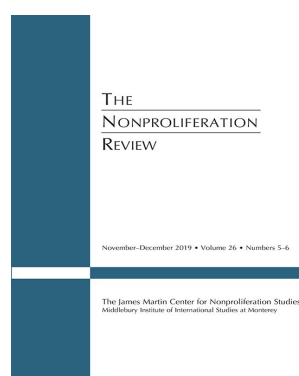 THE
NONPROLIFERATION
REVIEW
November–December 2019 • Volume 26 • Numbers 5–6
The James Martin Center for Nonproliferation Studies
Middlebury Institute of International Studies at Monterey